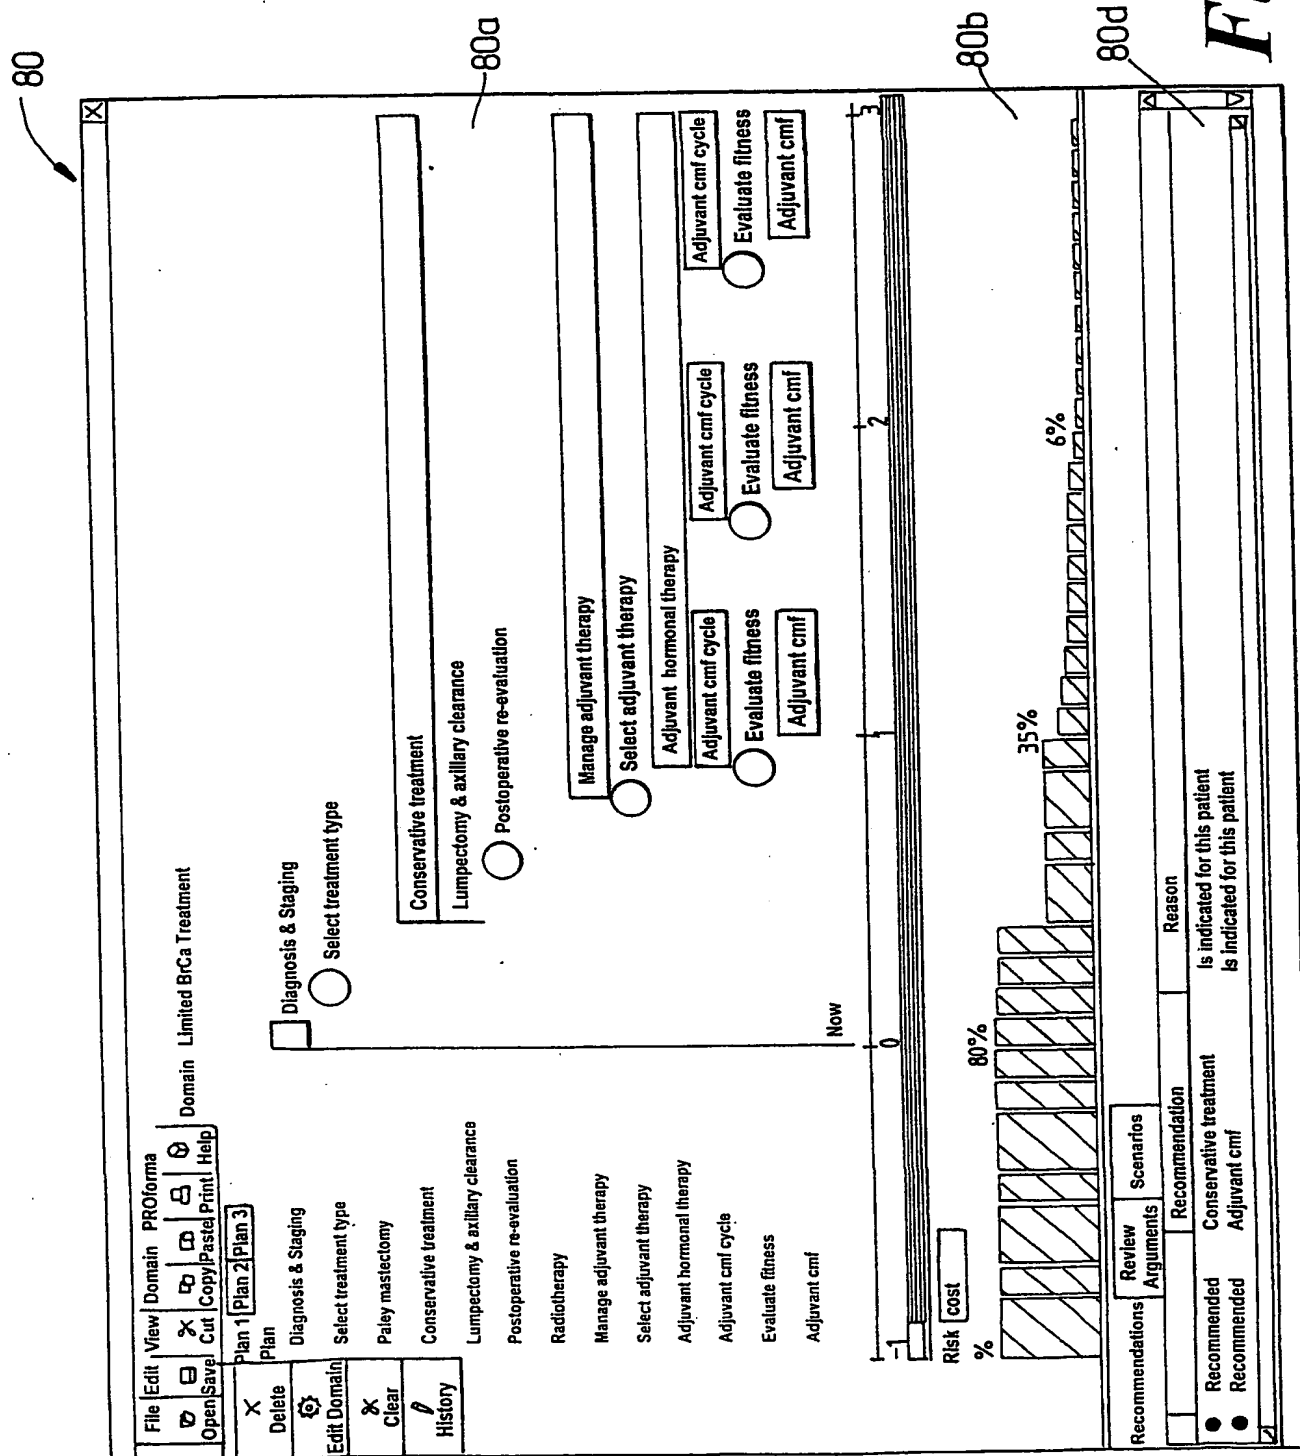 80
File Edit View Domain PROforma
Open Save Cut Copy Paste Print Help
Domain Limited BrCa Treatment
Plan 1 Plan 2 Plan 3
Delete
Edit Domain
Clear
History
Plan
Diagnosis & Staging
Select treatment type
Paley mastectomy
Conservative treatment
Lumpectomy & axillary clearance
Postoperative re-evaluation
Radiotherapy
Manage adjuvant therapy
Select adjuvant therapy
Adjuvant hormonal therapy
Adjuvant cmf cycle
Evaluate fitness
Adjuvant cmf
Diagnosis & Staging
Select treatment type
Conservative treatment
Lumpectomy & axillary clearance
Postoperative re-evaluation
Manage adjuvant therapy
Select adjuvant therapy
Adjuvant hormonal therapy
Adjuvant cmf cycle Adjuvant cmf cycle Adjuvant cmf cycle
Evaluate fitness Evaluate fitness Evaluate fitness
Adjuvant cmf Adjuvant cmf Adjuvant cmf
80a
Now
-1 0 1 2 3
Risk cost
%
80% 35% 6%
80b
Recommendations Review Arguments Scenarios
Recommendation Reason
Recommended Conservative treatment Is indicated for this patient
Recommended Adjuvant cmf Is indicated for this patient
80d